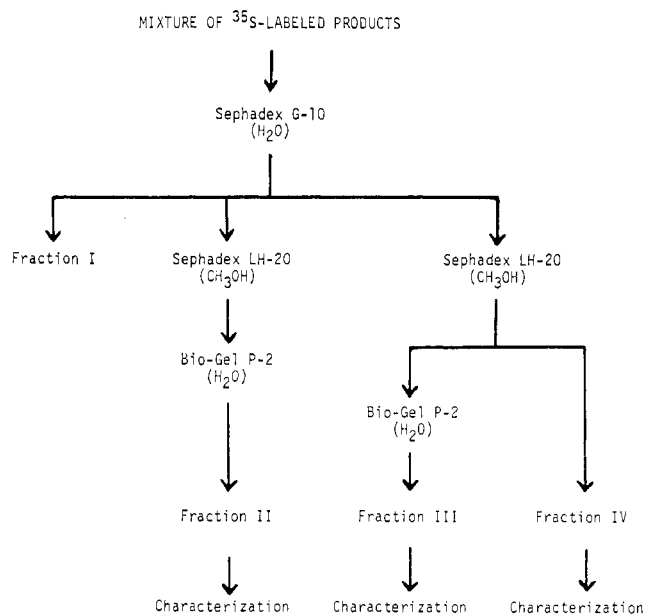 MIXTURE OF ³⁵S-LABELED PRODUCTS
Sephadex G-10
(H₂O)
Fraction I
Sephadex LH-20
(CH₃OH)
Sephadex LH-20
(CH₃OH)
Bio-Gel P-2
(H₂O)
Bio-Gel P-2
(H₂O)
Fraction II
Fraction III
Fraction IV
Characterization
Characterization
Characterization